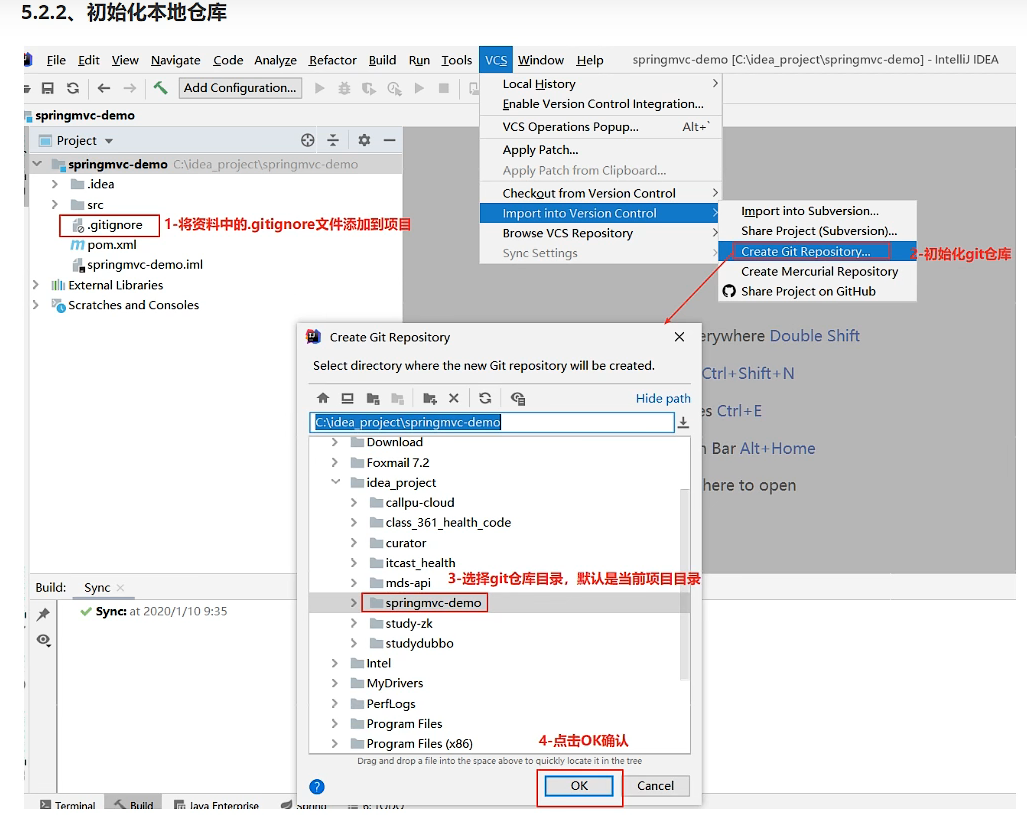 5.2.2、初始化本地仓库
File Edit View Navigate Code Analyze Refactor Build Run Tools VCS Window Help springmvc-demo [C:\idea_project\springmvc-demo] - IntelliJ IDEA
Add Configuration...
Local History
Enable Version Control Integration...
VCS Operations Popup... Alt+`
Apply Patch...
Apply Patch from Clipboard...
Checkout from Version Control
Import into Version Control
Browse VCS Repository
Sync Settings
Import into Subversion...
Share Project (Subversion)...
Create Git Repository...
2-初始化git仓库
Create Mercurial Repository
Share Project on GitHub
springmvc-demo
Project
springmvc-demo C:\idea_project\springmvc-demo
.idea
src
.gitignore
1-将资料中的.gitignore文件添加到项目
pom.xml
springmvc-demo.iml
External Libraries
Scratches and Consoles
erywhere Double Shift
Ctrl+Shift+N
es Ctrl+E
n Bar Alt+Home
here to open
Create Git Repository
Select directory where the new Git repository will be created.
Hide path
C:\idea_project\springmvc-demo
Download
Foxmail 7.2
idea_project
callpu-cloud
class_361_health_code
curator
itcast_health
mds-api
3-选择git仓库目录，默认是当前项目目录
springmvc-demo
study-zk
studydubbo
Intel
MyDrivers
PerfLogs
Program Files
Program Files (x86)
4-点击OK确认
Drag and drop a file into the space above to quickly locate it in the tree
? OK Cancel
Build: Sync
Sync: at 2020/1/10 9:35
Terminal Build Java Enterprise Spring 6: TODO